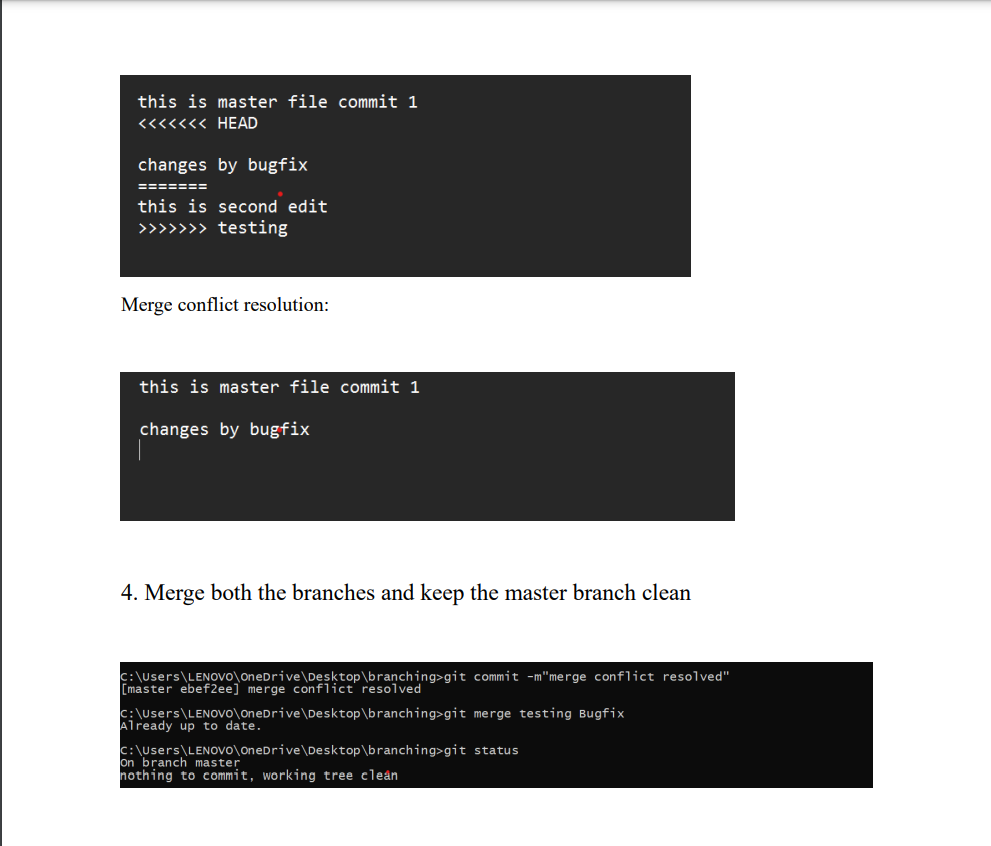 this is master file commit 1
<<<<<<< HEAD
changes by bugfix
=======
this is second edit
>>>>>>> testing
Merge conflict resolution:
this is master file commit 1
changes by bugfix
4. Merge both the branches and keep the master branch clean
C:\Users\LENOVO\OneDrive\Desktop\branching>git commit -m"merge conflict resolved"
[master ebef2ee] merge conflict resolved
C:\Users\LENOVO\OneDrive\Desktop\branching>git merge testing Bugfix
Already up to date.
C:\Users\LENOVO\OneDrive\Desktop\branching>git status
On branch master
nothing to commit, working tree clean